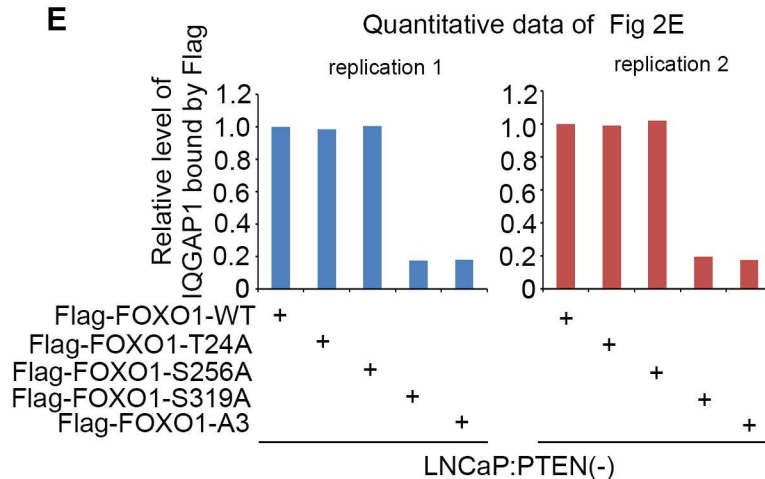 E
Quantitative data of Fig 2E
replication 1
replication 2
Relative level of
IQGAP1 bound by Flag
1.2
1.0
0.8
0.6
0.4
0.2
0
1.2
1.0
0.8
0.6
0.4
0.2
0
Flag-FOXO1-WT + +
Flag-FOXO1-T24A + +
Flag-FOXO1-S256A + +
Flag-FOXO1-S319A + +
Flag-FOXO1-A3 + +
LNCaP:PTEN(-)